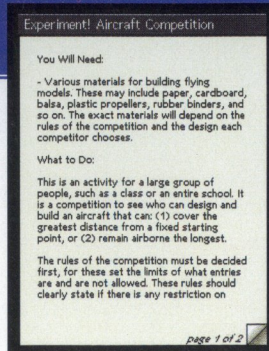 Experiment! Aircraft Competition
You Will Need:
- Various materials for building flying
models. These may include paper, cardboard,
balsa, plastic propellers, rubber binders, and
so on. The exact materials will depend on the
rules of the competition and the design each
competitor chooses.
What to Do:
This is an activity for a large group of
people, such as a class or an entire school. It
is a competition to see who can design and
build an aircraft that can: (1) cover the
greatest distance from a fixed starting
point, or (2) remain airborne the longest.
The rules of the competition must be decided
first, for these set the limits of what entries
are and are not allowed. These rules should
clearly state if there is any restriction on
page 1 of 2